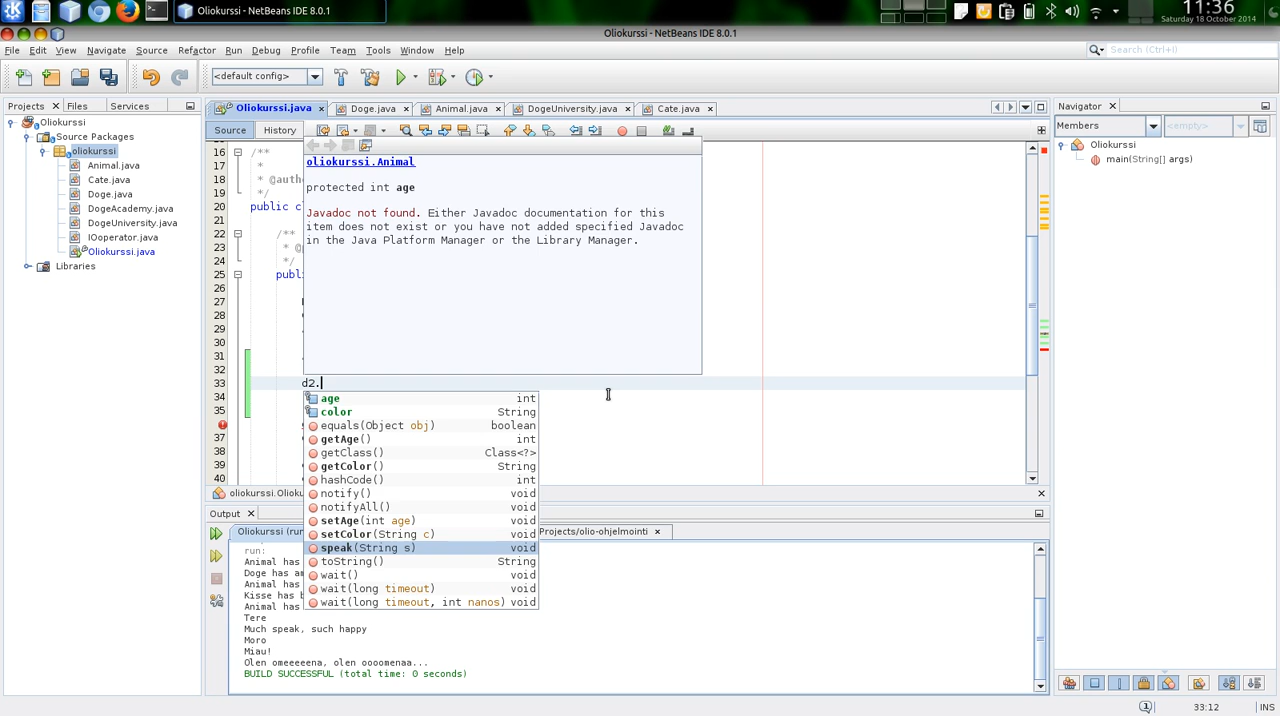 Oliokurssi - NetBeans IDE 8.0.1
11:36
Saturday 18 October 2014
Oliokurssi - NetBeans IDE 8.0.1
File Edit View Navigate Source Refactor Run Debug Profile Team Tools Window Help
Search (Ctrl+I)
<default config>
Projects Files Services
Oliokurssi
Source Packages
oliokurssi
Animal.java
Cate.java
Doge.java
DogeAcademy.java
DogeUniversity.java
IOoperator.java
Oliokurssi.java
Libraries
Oliokurssi.java Doge.java Animal.java DogeUniversity.java Cate.java
Source History
16 /**
17 *
18 * @auth
19 */
20 public cl
22 /**
23 * @p
24 */
25 publi
27
28
29
30
31
32
33 d2.
34
35
37
38
39
40
oliokurssi.Animal
protected int age
Javadoc not found. Either Javadoc documentation for this
item does not exist or you have not added specified Javadoc
in the Java Platform Manager or the Library Manager.
age int
color String
equals(Object obj) boolean
getAge() int
getClass() Class<?>
getColor() String
hashCode() int
notify() void
notifyAll() void
setAge(int age) void
setColor(String c) void
speak(String s) void
toString() String
wait() void
wait(long timeout) void
wait(long timeout, int nanos) void
oliokurssi.Olioku
Output
Oliokurssi (run Projects/olio-ohjelmointi
run:
Animal has
Doge has am
Animal has
Kisse has b
Animal has
Tere
Much speak, such happy
Moro
Miau!
Olen omeeeeena, olen oooomenaa...
BUILD SUCCESSFUL (total time: 0 seconds)
Navigator
Members <empty>
Oliokurssi
main(String[] args)
1 33:12 INS